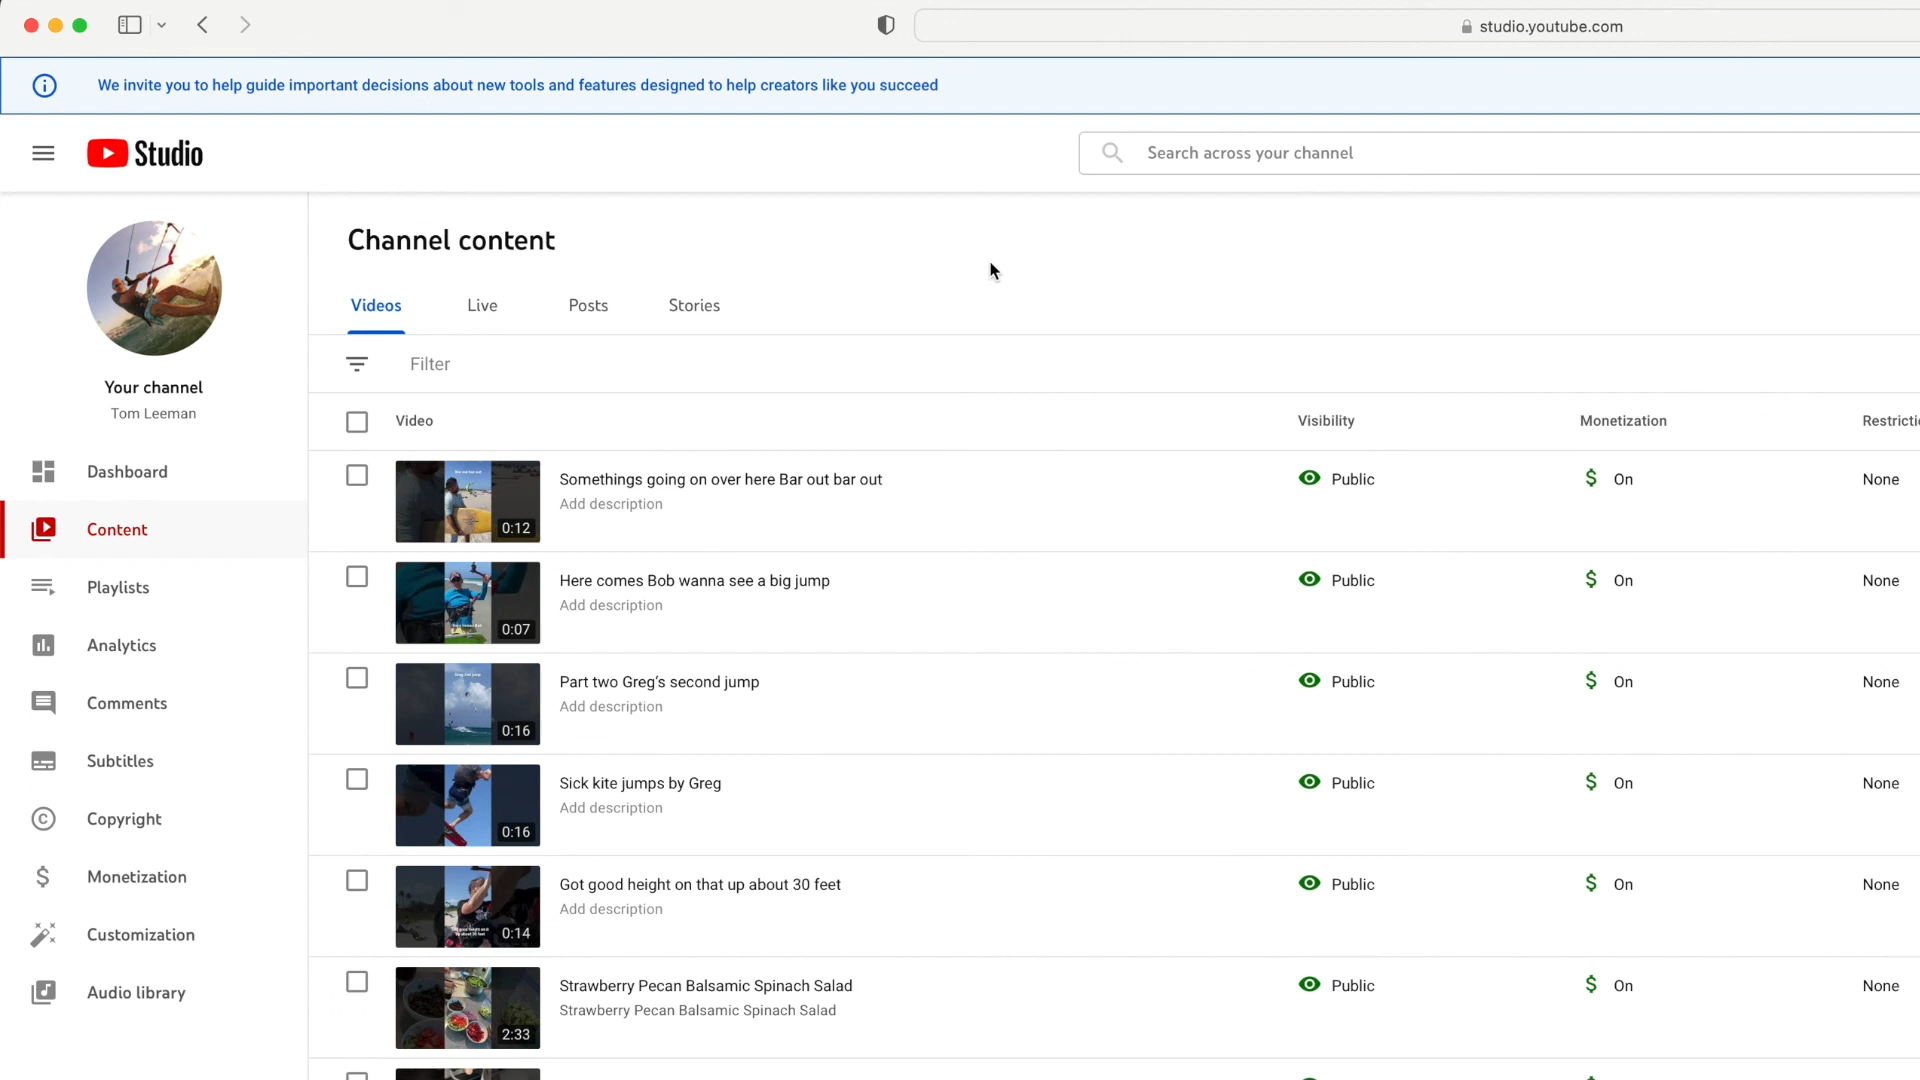 studio.youtube.com
We invite you to help guide important decisions about new tools and features designed to help creators like you succeed
Studio
Search across your channel
Your channel
Tom Leeman
Dashboard
Content
Playlists
Analytics
Comments
Subtitles
Copyright
Monetization
Customization
Audio library
Channel content
Videos Live Posts Stories
Filter
Video Visibility Monetization
0:12 Somethings going on over here Bar out bar out Public $ On None
Add description
0:07 Here comes Bob wanna see a big jump Public $ On None
Add description
0:16 Part two Greg's second jump Public $ On None
Add description
0:16 Sick kite jumps by Greg Public $ On None
Add description
0:14 Got good height on that up about 30 feet Public $ On None
Add description
2:33 Strawberry Pecan Balsamic Spinach Salad Public $ On None
Strawberry Pecan Balsamic Spinach Salad